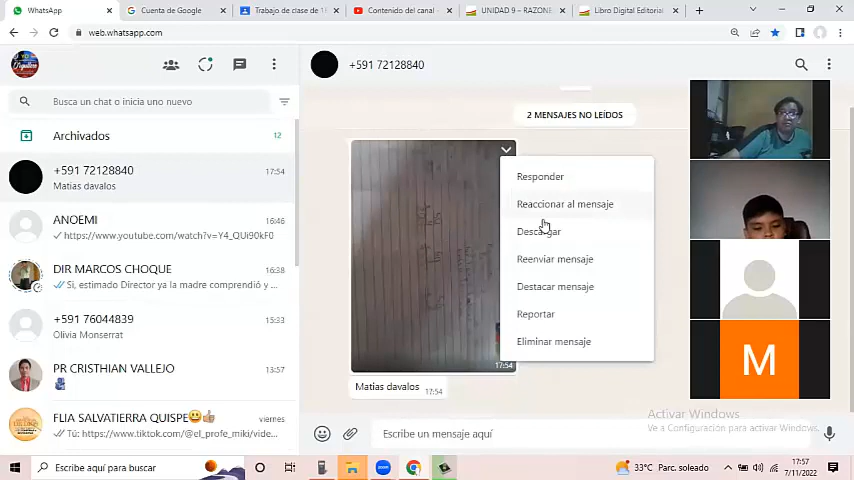 WhatsApp
Cuenta de Google
Trabajo de clase de 1
Contenido del canal
UNIDAD 9 – RAZONE
Libro Digital Editorial
web.whatsapp.com
+591 72128840
Busca un chat o inicia uno nuevo
Archivados 12
+591 72128840 17:54
Matias davalos
ANOEMI 16:46
https://www.youtube.com/watch?v=Y4_QUi90kF0
DIR MARCOS CHOQUE 16:38
Si, estimado Director ya la madre comprendió y ...
+591 76044839 15:33
Olivia Monserrat
PR CRISTHIAN VALLEJO 13:57
FLIA SALVATIERRA QUISPE viernes
Tú: https://www.tiktok.com/@el_profe_miki/vide...
2 MENSAJES NO LEÍDOS
Responder
Reaccionar al mensaje
Descargar
Reenviar mensaje
Destacar mensaje
Reportar
Eliminar mensaje
17:54
Matias davalos 17:54
Escribe un mensaje aquí
M
Activar Windows
Ve a Configuración para activar Windows.
Escribe aquí para buscar
33°C Parc. soleado
17:57
7/11/2022